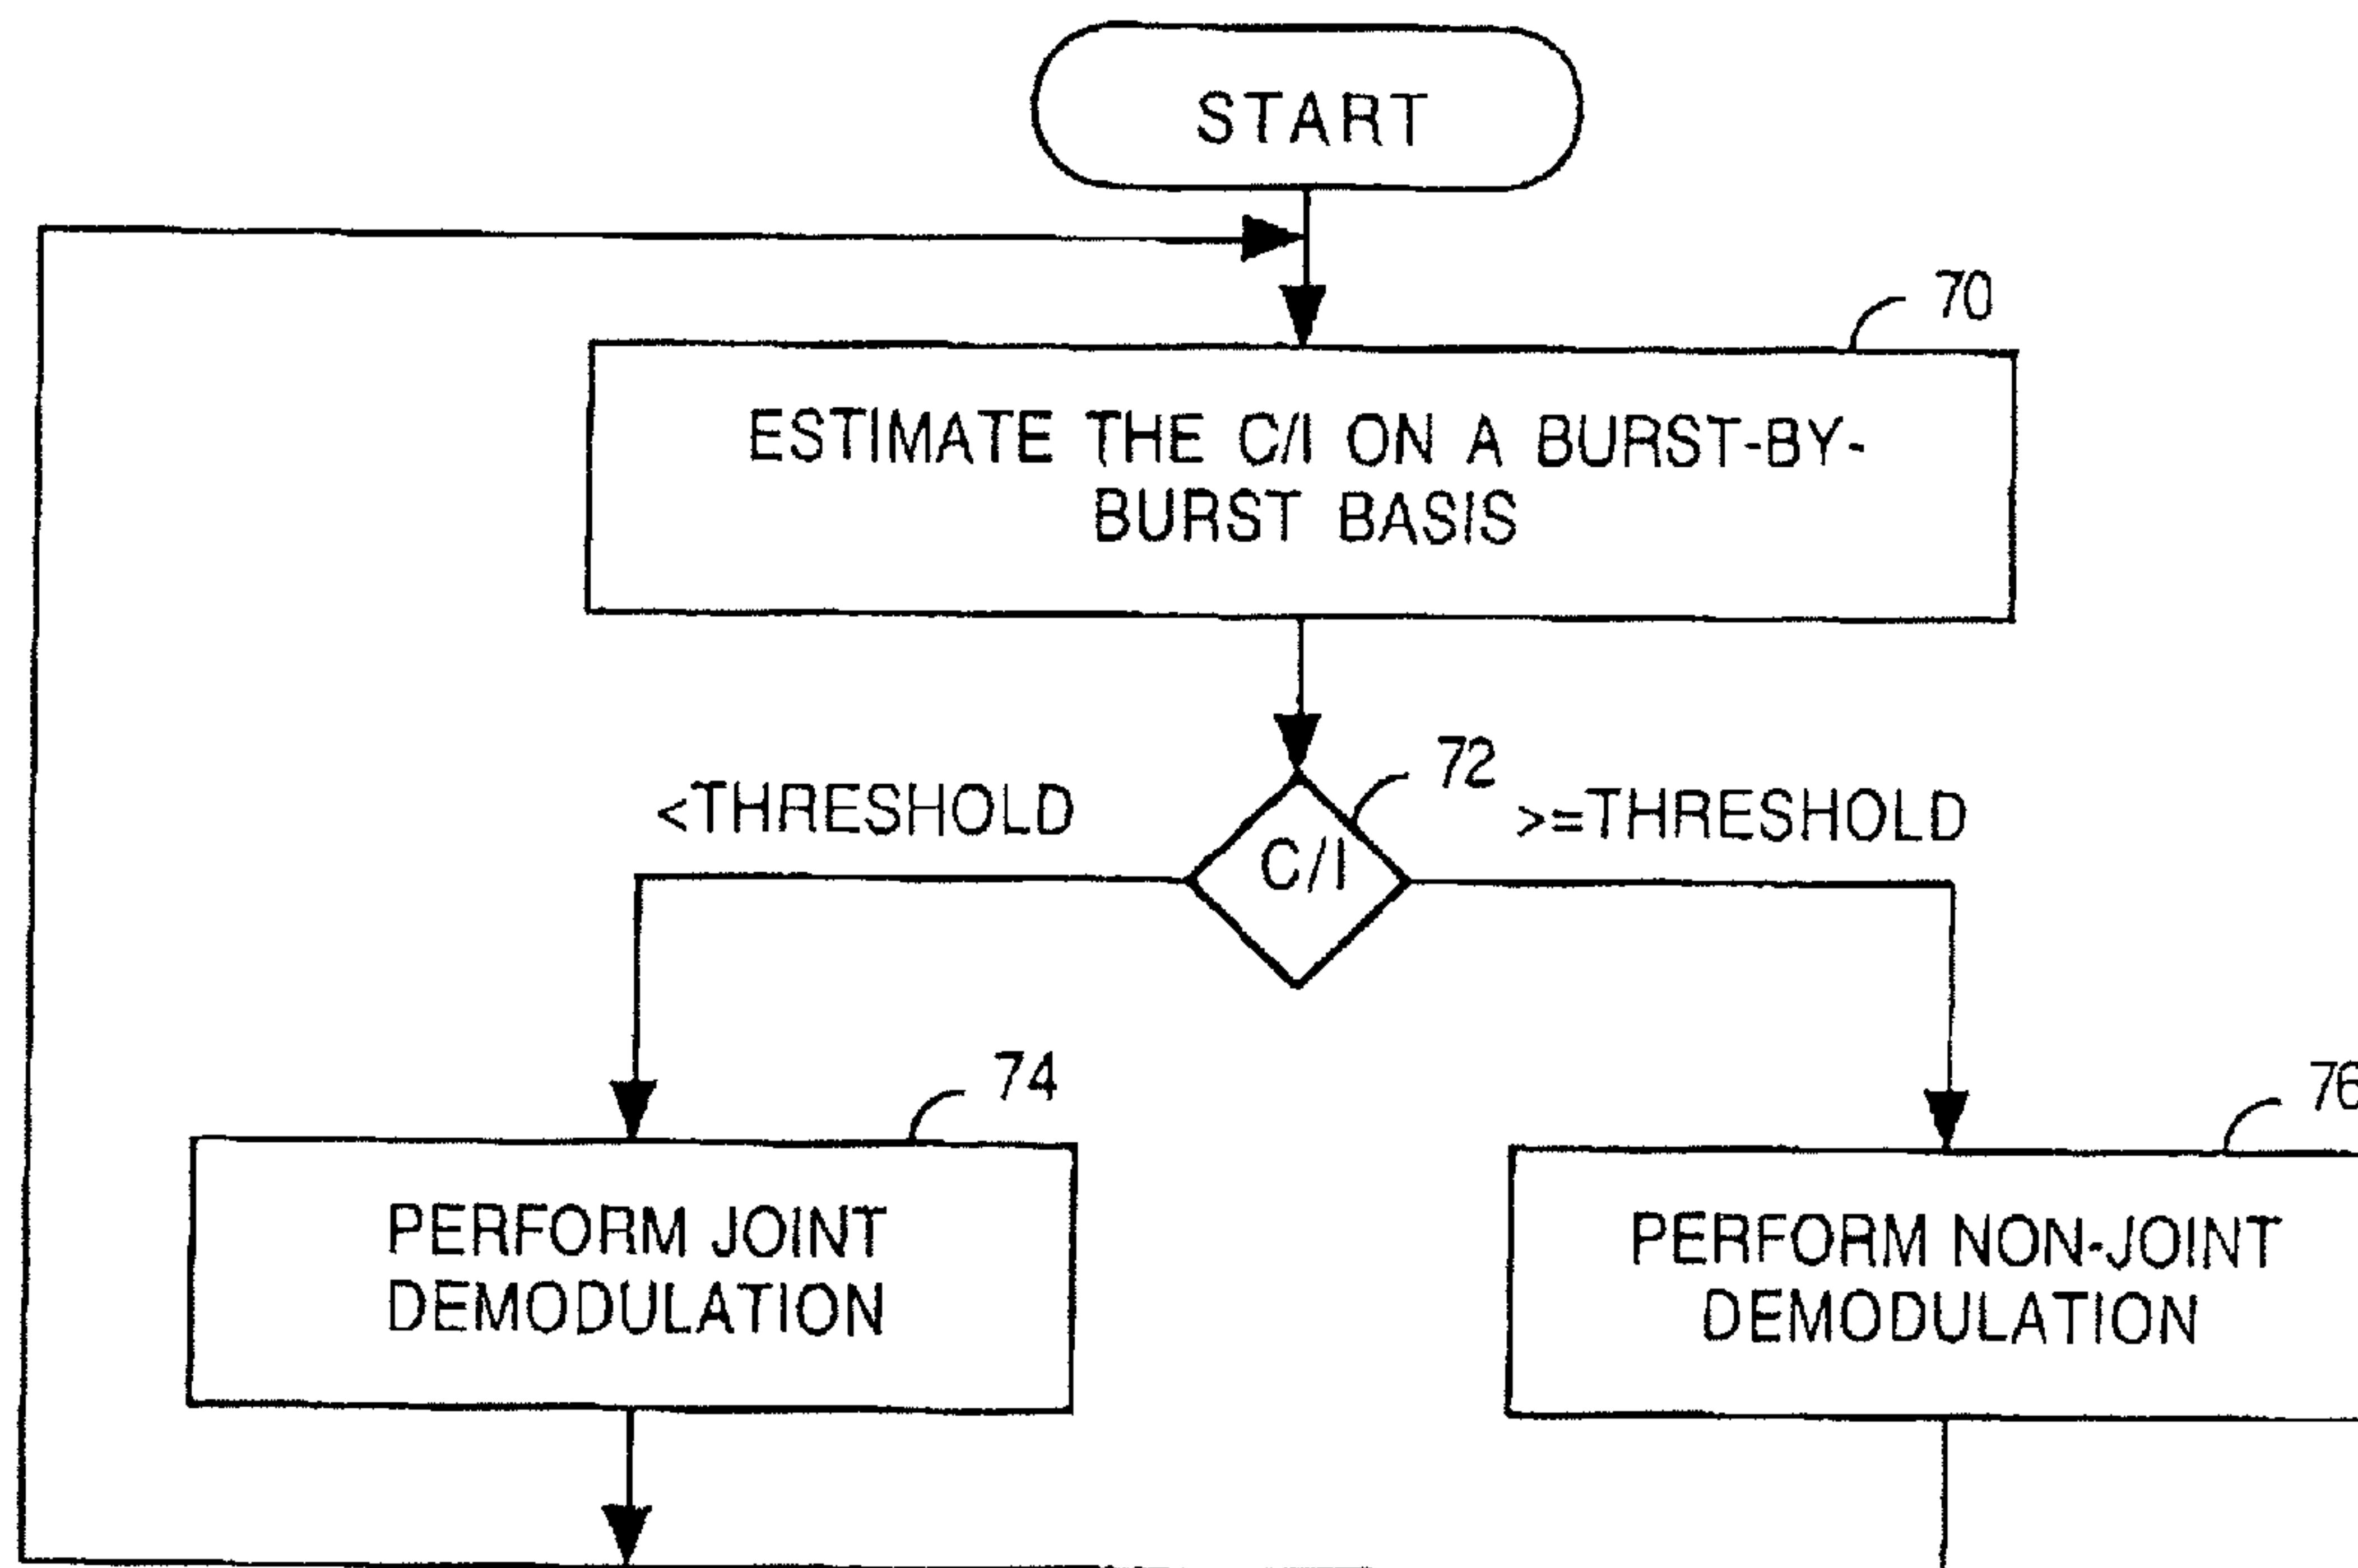 START
70
ESTIMATE THE C/I ON A BURST-BY-
BURST BASIS
72
<THRESHOLD
>=THRESHOLD
C/I
74
76
PERFORM JOINT
DEMODULATION
PERFORM NON-JOINT
DEMODULATION